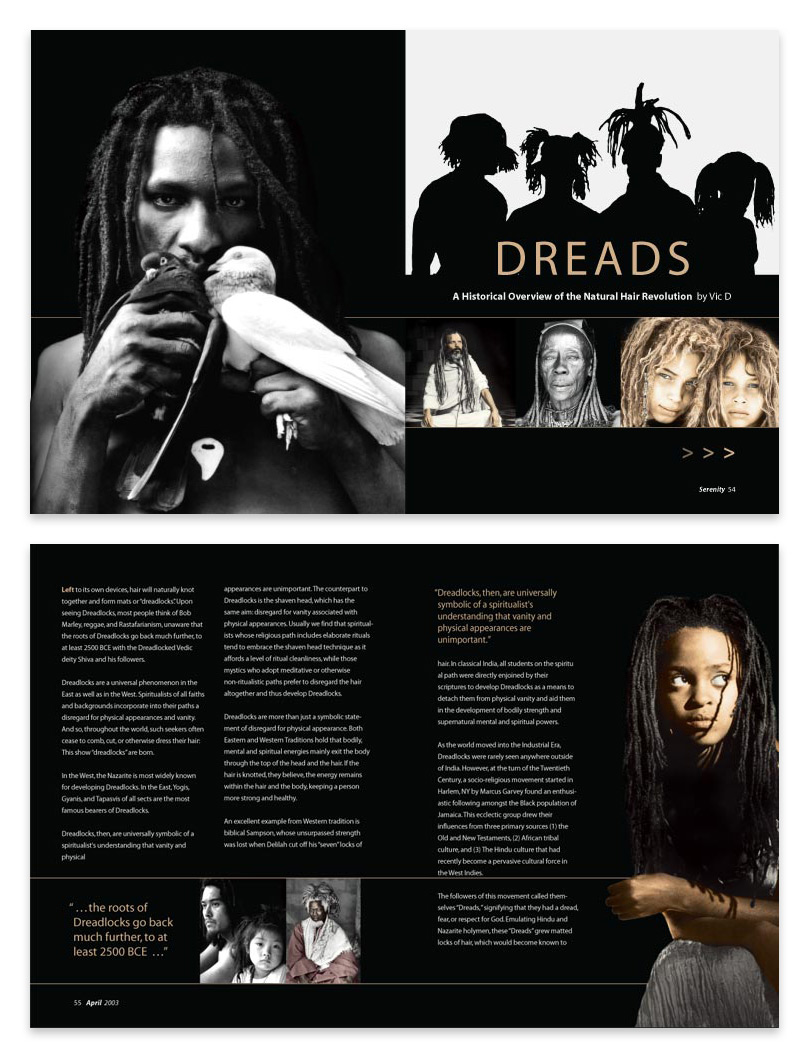 DREADS
A Historical Overview of the Natural Hair Revolution by Vic D
> > >
Serenity 54
Left to its own devices, hair will naturally knot
together and form mats or “dreadlocks”. Upon
seeing Dreadlocks, most people think of Bob
Marley, reggae, and Rastafarianism, unaware that
the roots of Dreadlocks go back much further, to
at least 2500 BCE with the Dreadlocked Vedic
deity Shiva and his followers.
Dreadlocks are a universal phenomenon in the
East as well as in the West. Spiritualists of all faiths
and backgrounds incorporate into their paths a
disregard for physical appearances and vanity.
And so, throughout the world, such seekers often
cease to comb, cut, or otherwise dress their hair:
This show “dreadlocks” are born.
In the West, the Nazarite is most widely known
for developing Dreadlocks. In the East, Yogis,
Gyanis, and Tapasvis of all sects are the most
famous bearers of Dreadlocks.
Dreadlocks, then, are universally symbolic of a
spiritualist’s understanding that vanity and
physical
appearances are unimportant. The counterpart to
Dreadlocks is the shaven head, which has the
same aim: disregard for vanity associated with
physical appearances. Usually we find that spiritual-
ists whose religious path includes elaborate rituals
tend to embrace the shaven head technique as it
affords a level of ritual cleanliness, while those
mystics who adopt meditative or otherwise
non-ritualistic paths prefer to disregard the hair
altogether and thus develop Dreadlocks.
Dreadlocks are more than just a symbolic state-
ment of disregard for physical appearance. Both
Eastern and Western Traditions hold that bodily,
mental and spiritual energies mainly exit the body
through the top of the head and the hair. If the
hair is knotted, they believe, the energy remains
within the hair and the body, keeping a person
more strong and healthy.
An excellent example from Western tradition is
biblical Sampson, whose unsurpassed strength
was lost when Delilah cut off his “seven” locks of
“Dreadlocks, then, are universally
symbolic of a spiritualist’s
understanding that vanity and
physical appearances are
unimportant.”
hair. In classical India, all students on the spiritu
al path were directly enjoined by their
scriptures to develop Dreadlocks as a means to
detach them from physical vanity and aid them
in the development of bodily strength and
supernatural mental and spiritual powers.
As the world moved into the Industrial Era,
Dreadlocks were rarely seen anywhere outside
of India. However, at the turn of the Twentieth
Century, a socio-religious movement started in
Harlem, NY by Marcus Garvey found an enthusi-
astic following amongst the Black population of
Jamaica. This ecclectic group drew their
influences from three primary sources (1) the
Old and New Testaments, (2) African tribal
culture, and (3) The Hindu culture that had
recently become a pervasive cultural force in
the West Indies.
The followers of this movement called them-
selves “Dreads,” signifying that they had a dread,
fear, or respect for God. Emulating Hindu and
Nazarite holymen, these “Dreads” grew matted
locks of hair, which would become known to
“ …the roots of
Dreadlocks go back
much further, to at
least 2500 BCE …”
55 April 2003